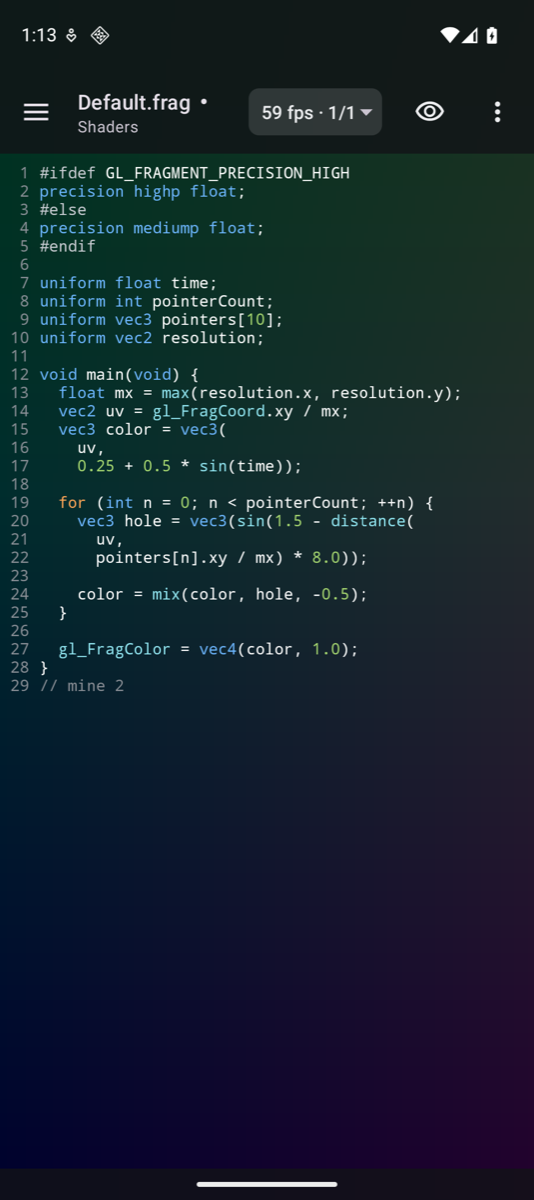 1:13
Default.frag •
Shaders
59 fps · 1/1
1 #ifdef GL_FRAGMENT_PRECISION_HIGH
2 precision highp float;
3 #else
4 precision mediump float;
5 #endif
6
7 uniform float time;
8 uniform int pointerCount;
9 uniform vec3 pointers[10];
10 uniform vec2 resolution;
11
12 void main(void) {
13   float mx = max(resolution.x, resolution.y);
14   vec2 uv = gl_FragCoord.xy / mx;
15   vec3 color = vec3(
16     uv,
17     0.25 + 0.5 * sin(time));
18
19   for (int n = 0; n < pointerCount; ++n) {
20     vec3 hole = vec3(sin(1.5 - distance(
21       uv,
22       pointers[n].xy / mx) * 8.0));
23
24     color = mix(color, hole, -0.5);
25   }
26
27   gl_FragColor = vec4(color, 1.0);
28 }
29 // mine 2